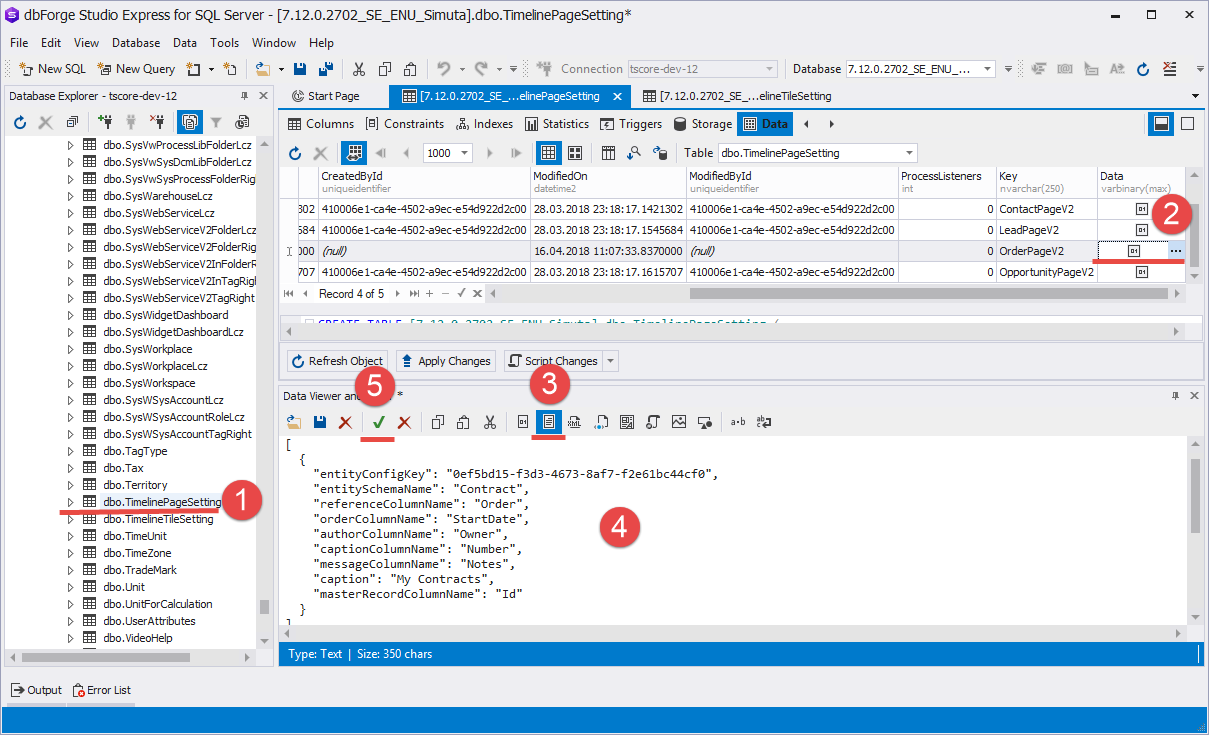 dbForge Studio Express for SQL Server - [7.12.0.2702_SE_ENU_Simuta].dbo.TimelinePageSetting*
File Edit View Database Data Tools Window Help
New SQL New Query Connection tscore-dev-12 Database 7.12.0.2702_SE_ENU_...
Database Explorer - tscore-dev-12
Start Page [7.12.0.2702_SE_...elinePageSetting [7.12.0.2702_SE_...elineTileSetting
Columns Constraints Indexes Statistics Triggers Storage Data
1000 Table dbo.TimelinePageSetting
CreatedById ModifiedOn ModifiedById ProcessListeners Key Data
uniqueidentifier datetime2 uniqueidentifier int nvarchar(250) varbinary(max)
302 410006e1-ca4e-4502-a9ec-e54d922d2c00 28.03.2018 23:18:17.1421302 410006e1-ca4e-4502-a9ec-e54d922d2c00 0 ContactPageV2
2
584 410006e1-ca4e-4502-a9ec-e54d922d2c00 28.03.2018 23:18:17.1545684 410006e1-ca4e-4502-a9ec-e54d922d2c00 0 LeadPageV2
000 (null) 16.04.2018 11:07:33.8370000 (null) 0 OrderPageV2 ...
707 410006e1-ca4e-4502-a9ec-e54d922d2c00 28.03.2018 23:18:17.1615707 410006e1-ca4e-4502-a9ec-e54d922d2c00 0 OpportunityPageV2
Record 4 of 5
CREATE TABLE [7.12.0.2702_SE_ENU_Simuta].dbo.TimelinePageSetting (
Refresh Object Apply Changes Script Changes
5
3
Data Viewer and *
[
{
"entityConfigKey": "0ef5bd15-f3d3-4673-8af7-f2e61bc44cf0",
"entitySchemaName": "Contract",
"referenceColumnName": "Order",
"orderColumnName": "StartDate",
"authorColumnName": "Owner",
"captionColumnName": "Number",
"messageColumnName": "Notes",
"caption": "My Contracts",
"masterRecordColumnName": "Id"
}
]
4
Type: Text | Size: 350 chars
dbo.SysVwProcessLibFolderLcz
dbo.SysVwSysDcmLibFolderLcz
dbo.SysVwSysProcessFolderRig
dbo.SysWarehouseLcz
dbo.SysWebServiceLcz
dbo.SysWebServiceV2FolderLcz
dbo.SysWebServiceV2FolderRig
dbo.SysWebServiceV2InFolderR
dbo.SysWebServiceV2InTagRigh
dbo.SysWebServiceV2TagRight
dbo.SysWidgetDashboard
dbo.SysWidgetDashboardLcz
dbo.SysWorkplace
dbo.SysWorkplaceLcz
dbo.SysWorkspace
dbo.SysWSysAccountLcz
dbo.SysWSysAccountRoleLcz
dbo.SysWSysAccountTagRight
dbo.TagType
dbo.Tax
dbo.Territory
dbo.TimelinePageSetting
1
dbo.TimelineTileSetting
dbo.TimeUnit
dbo.TimeZone
dbo.TradeMark
dbo.Unit
dbo.UnitForCalculation
dbo.UserAttributes
dbo.VideoHelp
Output Error List